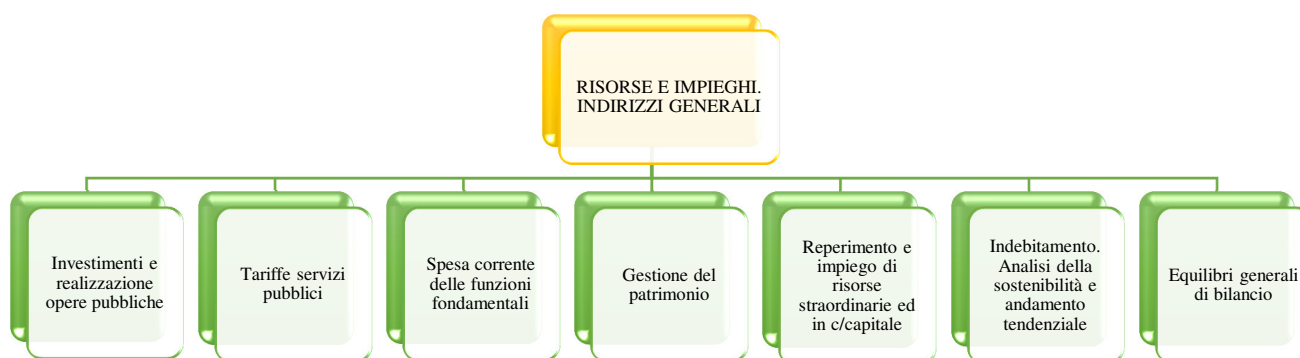 RISORSE E IMPIEGHI.
INDIRIZZI GENERALI
Investimenti e
realizzazione
opere pubbliche
Tariffe servizi
pubblici
Spesa corrente
delle funzioni
fondamentali
Gestione del
patrimonio
Reperimento e
impiego di
risorse
straordinarie ed
in c/capitale
Indebitamento.
Analisi della
sostenibilità e
andamento
tendenziale
Equilibri generali
di bilancio